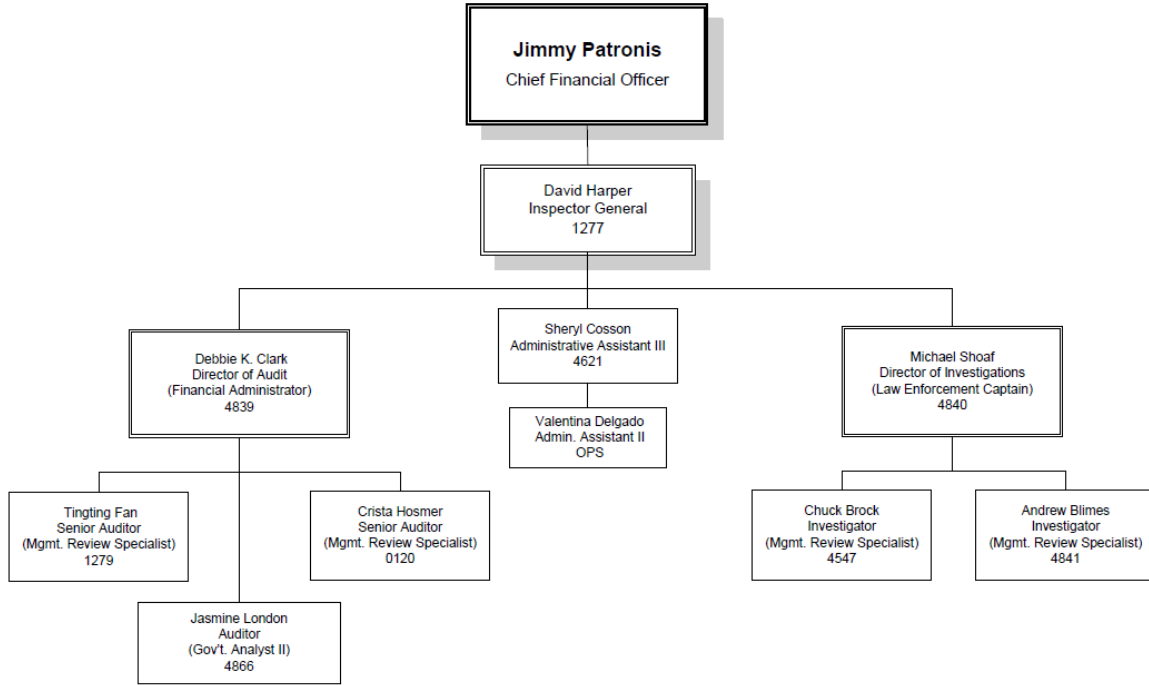 Jimmy Patronis
Chief Financial Officer
David Harper
Inspector General
1277
Debbie K. Clark
Director of Audit
(Financial Administrator)
4839
Sheryl Cosson
Administrative Assistant III
4621
Valentina Delgado
Admin. Assistant II
OPS
Michael Shoaf
Director of Investigations
(Law Enforcement Captain)
4840
Tingting Fan
Senior Auditor
(Mgmt. Review Specialist)
1279
Crista Hosmer
Senior Auditor
(Mgmt. Review Specialist)
0120
Jasmine London
Auditor
(Gov't. Analyst II)
4866
Chuck Brock
Investigator
(Mgmt. Review Specialist)
4547
Andrew Blimes
Investigator
(Mgmt. Review Specialist)
4841